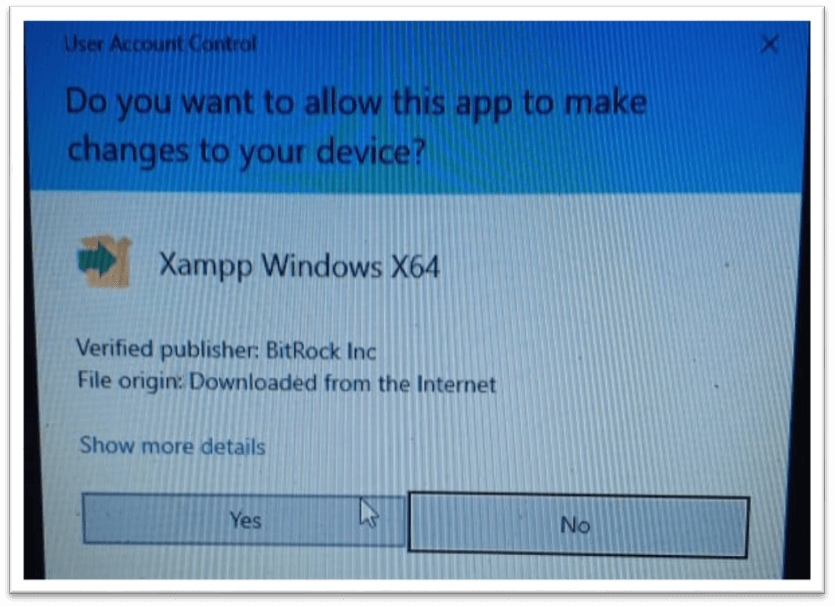 User Account Control
Do you want to allow this app to make
changes to your device?
Xampp Windows X64
Verified publisher: BitRock Inc
File origin: Downloaded from the Internet
Show more details
Yes
No